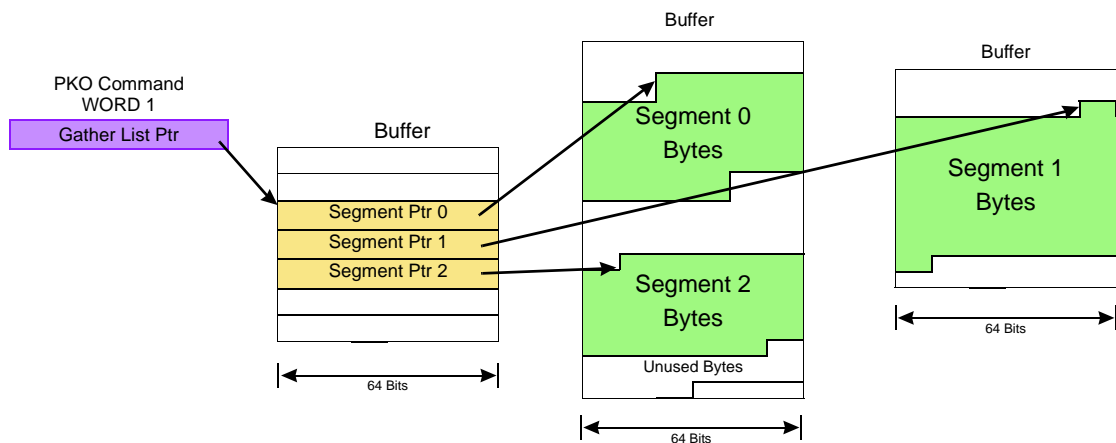 PKO Command
WORD 1
Gather List Ptr
Buffer
Segment Ptr 0
Segment Ptr 1
Segment Ptr 2
64 Bits
Buffer
Segment 0
Bytes
Segment 2
Bytes
Unused Bytes
64 Bits
Buffer
Segment 1
Bytes
64 Bits